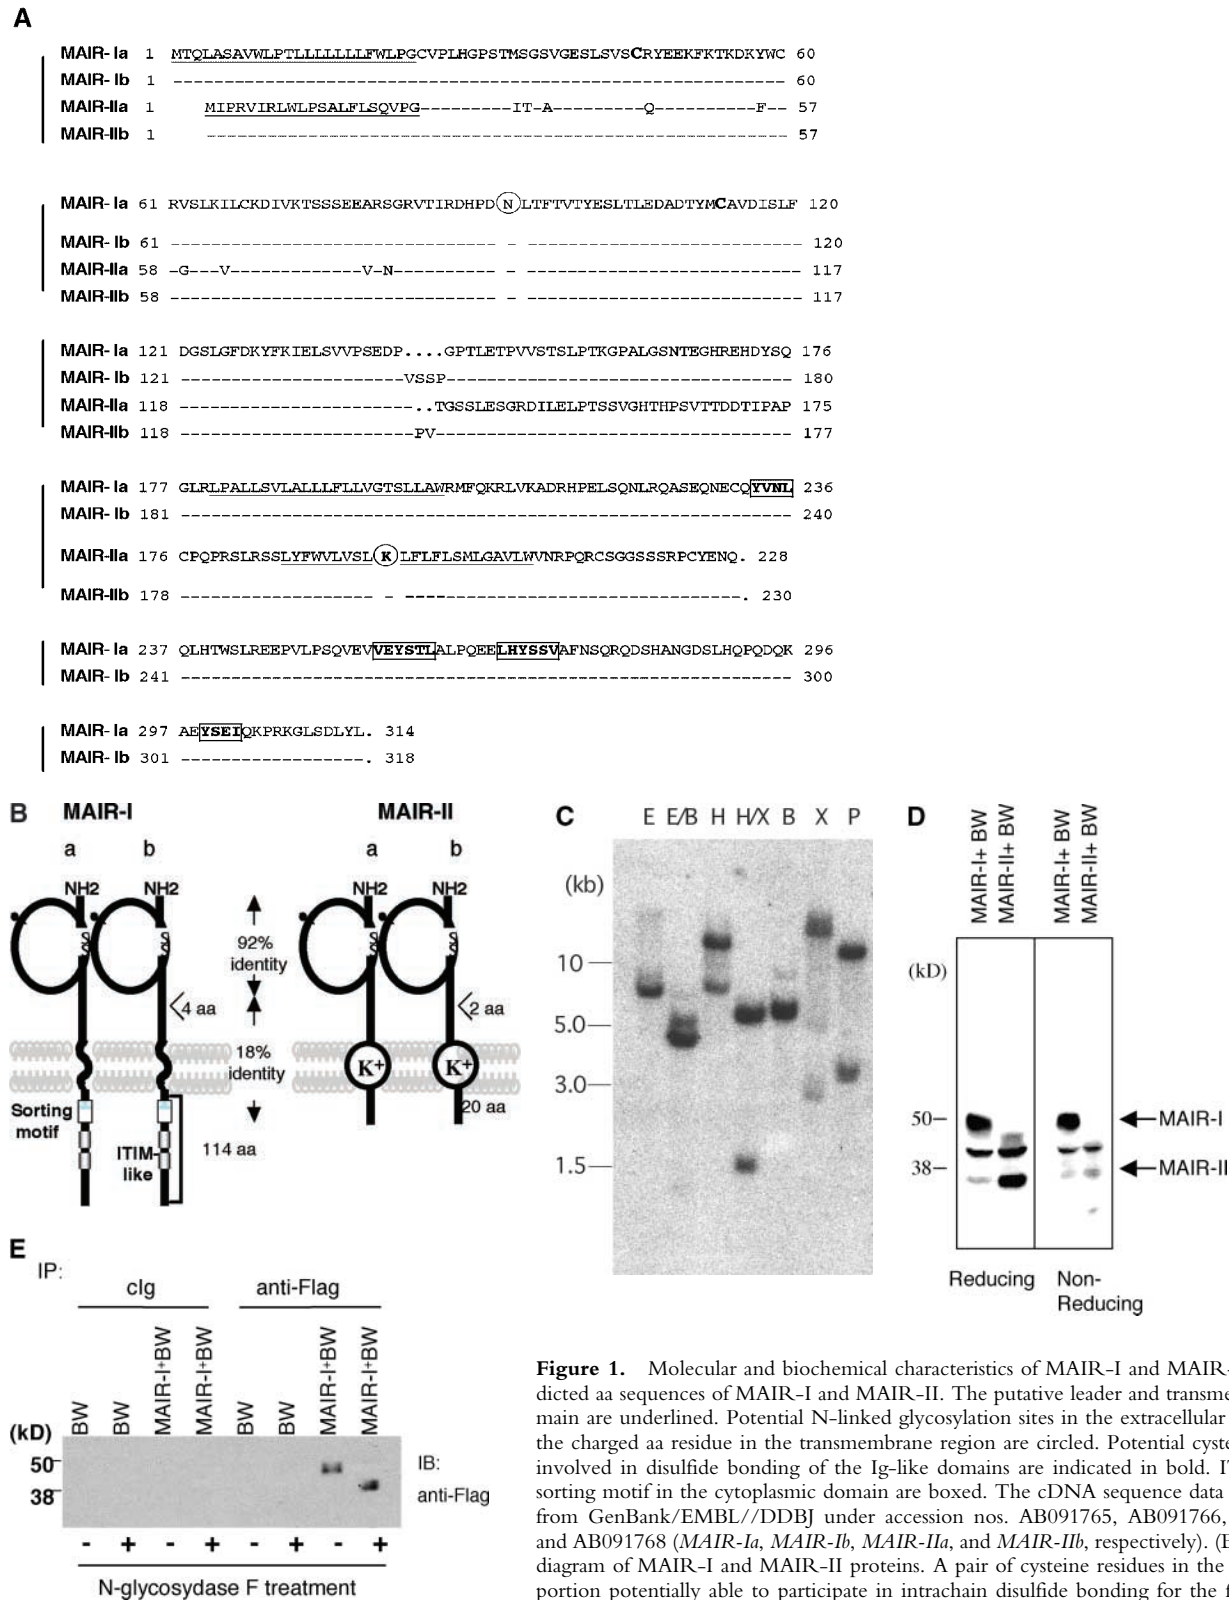 A
MAIR-Ia 1 MTQLASAVWLPTLLLLLLLFWLPGCVPLHGPSTMSGSVGESLSVSCRYEEKFKTKDKYWC 60
MAIR-Ib 1 ------------------------------------------------------------ 60
MAIR-IIa 1 MIPRVIRLWLPSALFLSQVPG---------IT-A---------Q----------F-- 57
MAIR-IIb 1 --------------------------------------------------------- 57
MAIR-Ia 61 RVSLKILCKDIVKTSSSEEARSGRVTIRDHPDNLTFTVTYESLTLEDADTYMCAVDISLF 120
MAIR-Ib 61 ------------------------------------------------------------ 120
MAIR-IIa 58 -G---V-------------V-N-------------------------------------- 117
MAIR-IIb 58 ------------------------------------------------------------ 117
MAIR-Ia 121 DGSLGFDKYFKIELSVVPSEDP....GPTLETPVVSTSLPTKGPALGSNTEGHREHDYSQ 176
MAIR-Ib 121 ----------------------VSSP---------------------------------- 180
MAIR-IIa 118 -----------------------..TGSSLESGRDILELPTSSVGHTHPSVTTDDTIPAP 175
MAIR-IIb 118 -----------------------PV----------------------------------- 177
MAIR-Ia 177 GLRLPALLLSVLALLLFLLVGTSLLAWRMFQKRLVKADRHPELSQNLRQASEQNECQYVNL 236
MAIR-Ib 181 ------------------------------------------------------------ 240
MAIR-IIa 176 CPQPRSLRSSLYFWVLVSLKLFLFLSMLGAVLWVNRPQRCSGGSSSRPCYENQ. 228
MAIR-IIb 178 -----------------------------------------------------. 230
MAIR-Ia 237 QLHTWSLREEPVLPSQVEVVEYSTLALPQEELHYSSVAFNSQRQDSHANGDSLHQPQDQK 296
MAIR-Ib 241 ------------------------------------------------------------ 300
MAIR-Ia 297 AEYSEIQKPRKGLSDLYL. 314
MAIR-Ib 301 ------------------. 318
B MAIR-I MAIR-II
a b a b
NH2 NH2 NH2 NH2
S S S S
S S S S
92%
identity
4 aa 2 aa
18%
identity
K+ K+
Sorting
motif
20 aa
ITIM-
like
114 aa
C E E/B H H/X B X P
(kb)
10
5.0
3.0
1.5
D MAIR-I+ BW MAIR-II+ BW MAIR-I+ BW MAIR-II+ BW
(kD)
50 MAIR-I
38 MAIR-II
Reducing Non-
Reducing
E
IP:
cIg anti-Flag
BW BW MAIR-I+BW MAIR-I+BW BW BW MAIR-I+BW MAIR-I+BW
(kD)
50
38
IB:
anti-Flag
- + - + - + - +
N-glycosydase F treatment
Figure 1. Molecular and biochemical characteristics of MAIR-I and MAIR-
dicted aa sequences of MAIR-I and MAIR-II. The putative leader and transme
main are underlined. Potential N-linked glycosylation sites in the extracellular
the charged aa residue in the transmembrane region are circled. Potential cyste
involved in disulfide bonding of the Ig-like domains are indicated in bold. I
sorting motif in the cytoplasmic domain are boxed. The cDNA sequence data
from GenBank/EMBL//DDBJ under accession nos. AB091765, AB091766,
and AB091768 (MAIR-Ia, MAIR-Ib, MAIR-IIa, and MAIR-IIb, respectively). (
diagram of MAIR-I and MAIR-II proteins. A pair of cysteine residues in the
portion potentially able to participate in intrachain disulfide bonding for the f